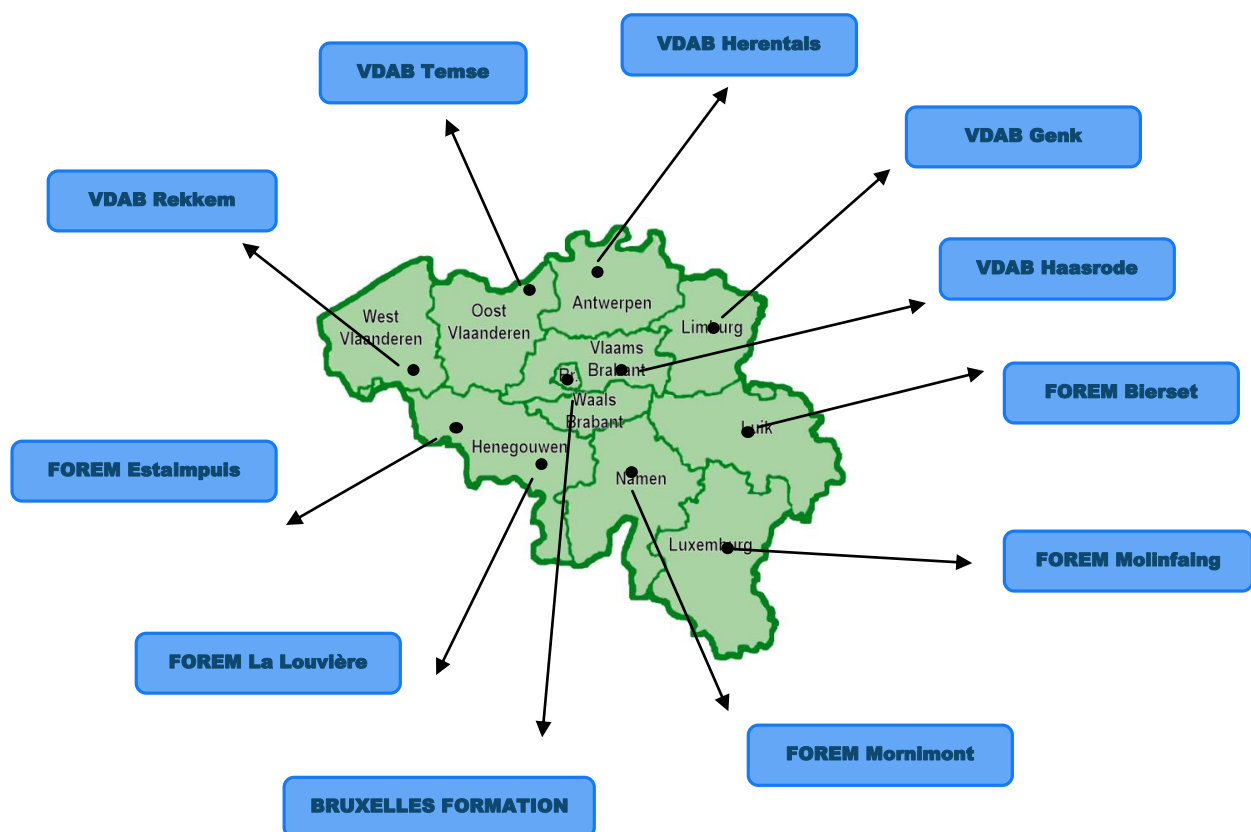 VDAB Herentals
VDAB Temse
VDAB Genk
VDAB Rekkem
VDAB Haasrode
West
Vlaanderen
Oost
Vlaanderen
Antwerpen
Limburg
Vlaams
Brabant
Br.
Waals
Brabant
Luik
Henegouwen
Namen
Luxemburg
FOREM Bierset
FOREM Estaimpuis
FOREM Molinfaing
FOREM La Louvière
FOREM Mornimont
BRUXELLES FORMATION